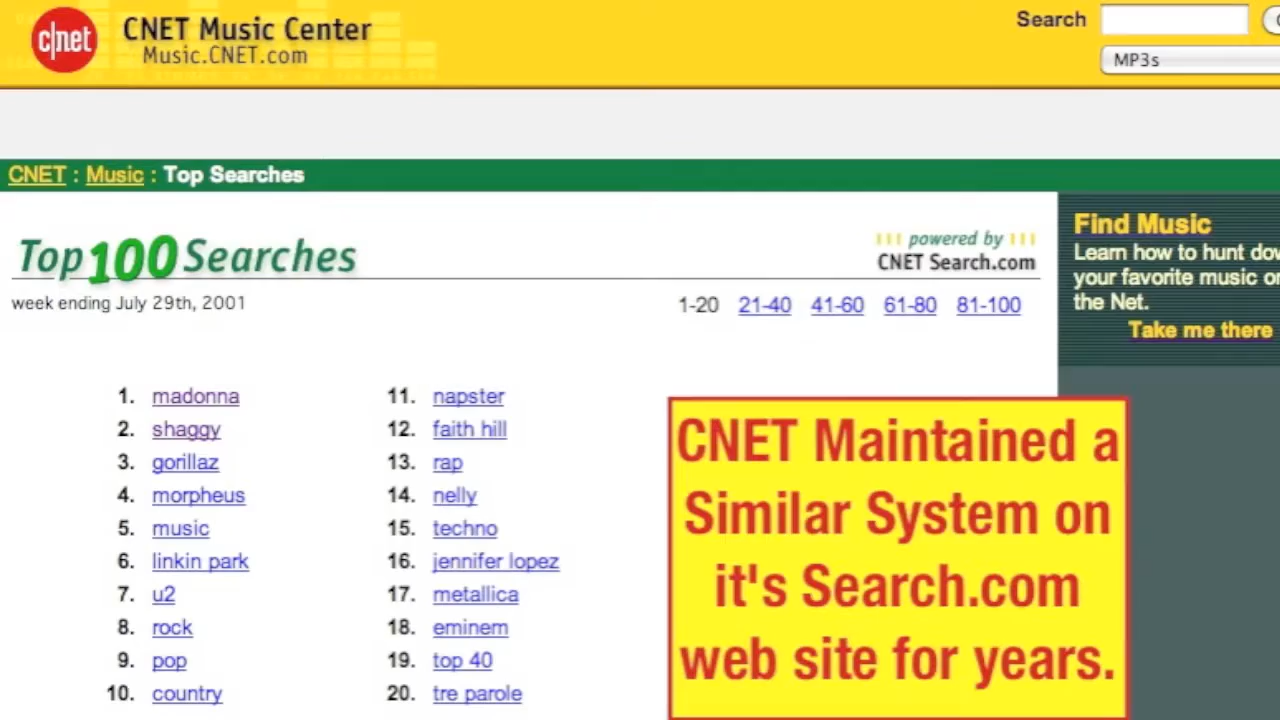 c|net
CNET Music Center
Music.CNET.com
Search
MP3s
CNET : Music : Top Searches
Top 100 Searches
powered by
CNET Search.com
week ending July 29th, 2001
1-20 21-40 41-60 61-80 81-100
Find Music
Learn how to hunt dow
your favorite music on
the Net.
Take me there
1. madonna
2. shaggy
3. gorillaz
4. morpheus
5. music
6. linkin park
7. u2
8. rock
9. pop
10. country
11. napster
12. faith hill
13. rap
14. nelly
15. techno
16. jennifer lopez
17. metallica
18. eminem
19. top 40
20. tre parole
CNET Maintained a
Similar System on
it's Search.com
web site for years.